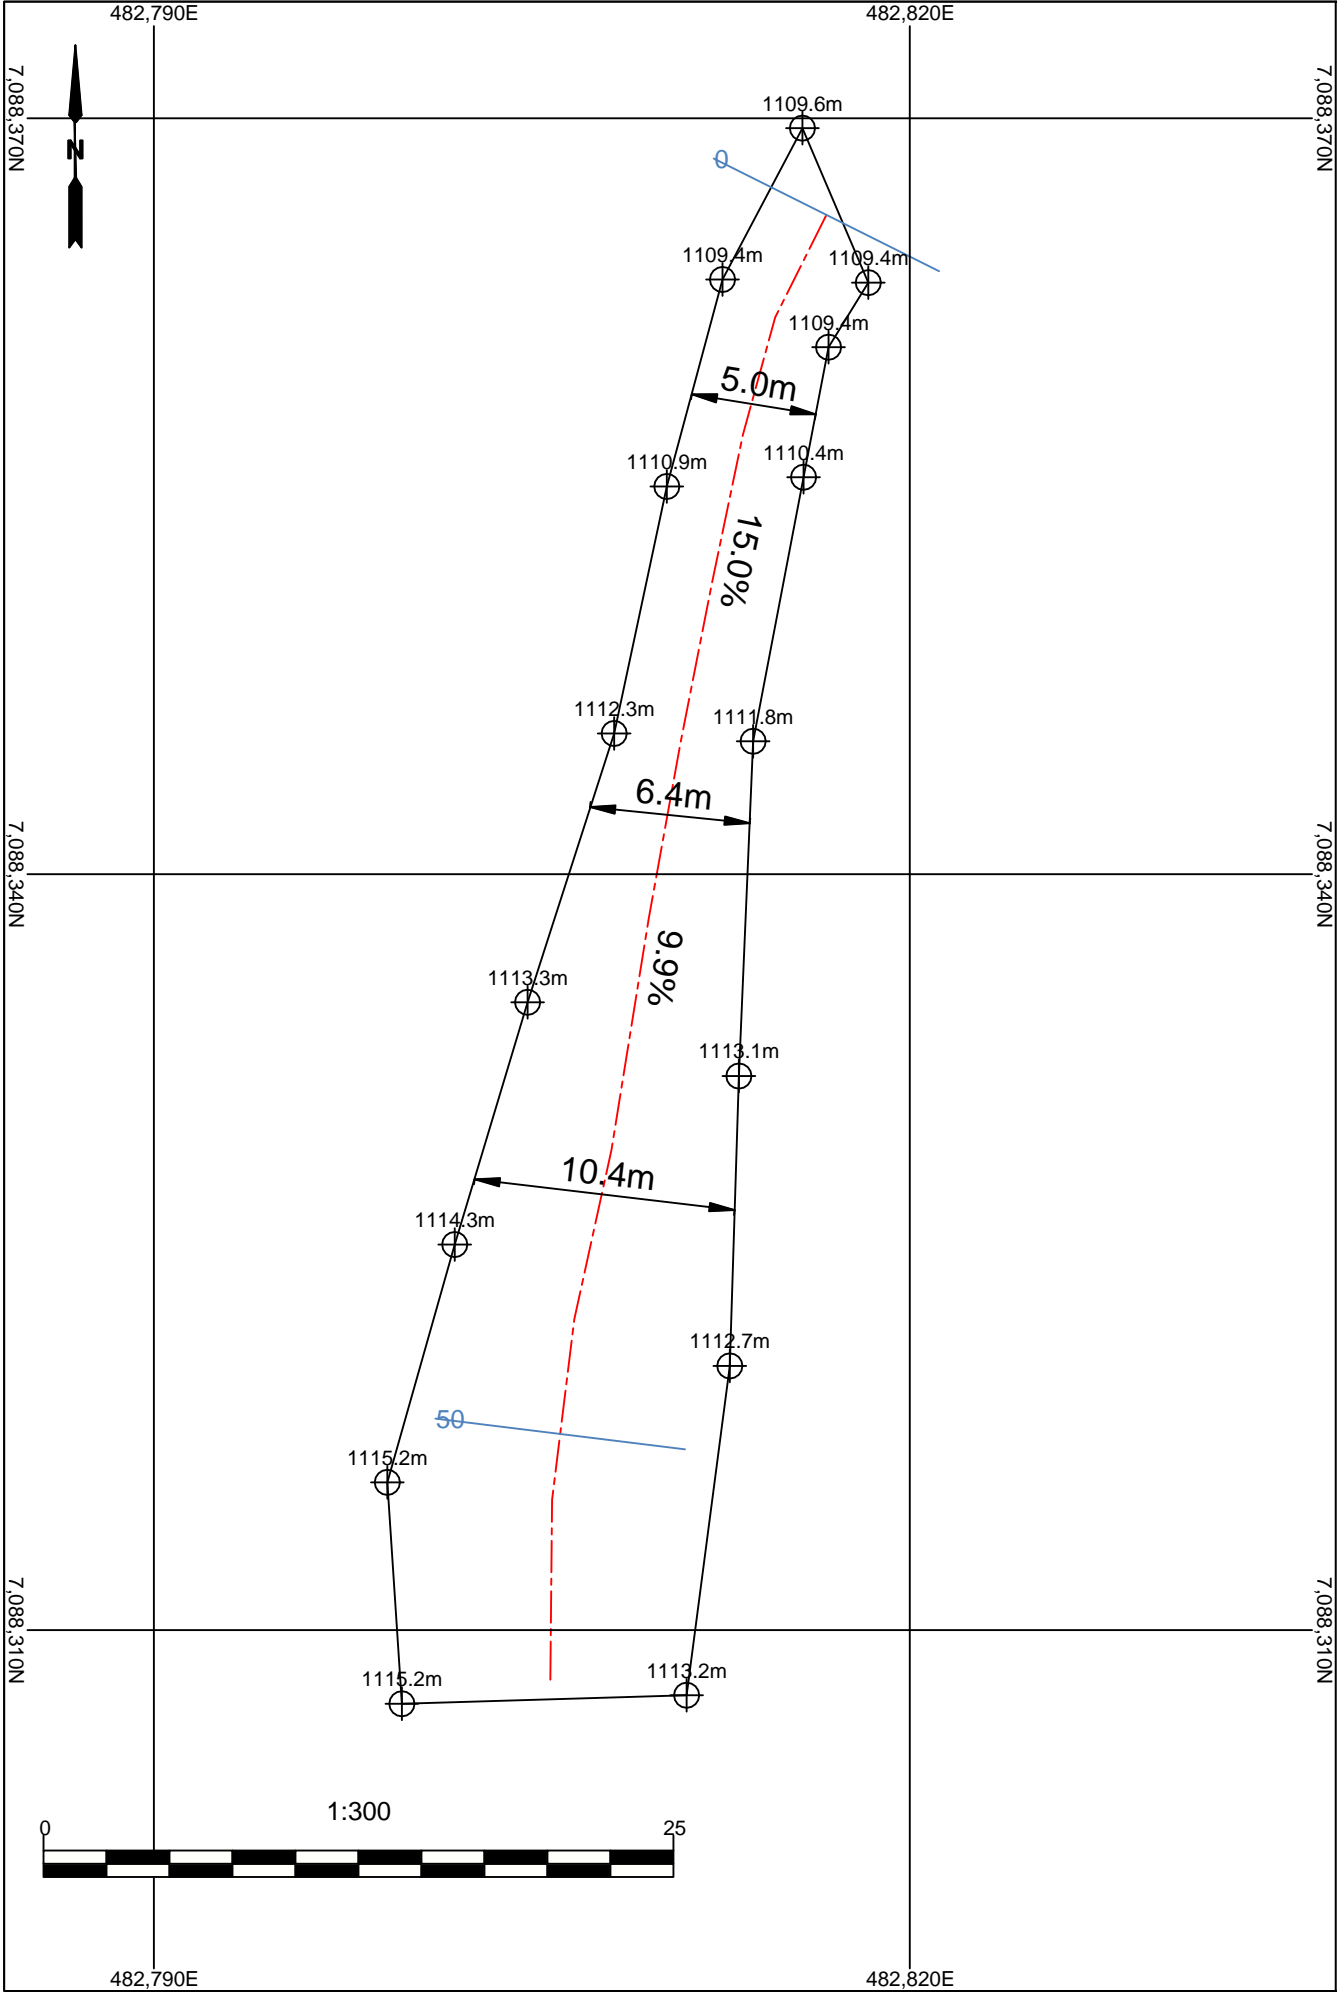 482,790E
482,820E
7,088,370N
7,088,370N
N
1109.6m
0
1109.4m
1109.4m
1109.4m
5.0m
1110.9m
1110.4m
15.0%
1112.3m
1111.8m
6.4m
7,088,340N
7,088,340N
9.9%
1113.3m
1113.1m
10.4m
1114.3m
1112.7m
50
1115.2m
7,088,310N
7,088,310N
1115.2m
1113.2m
1:300
0
25
482,790E
482,820E